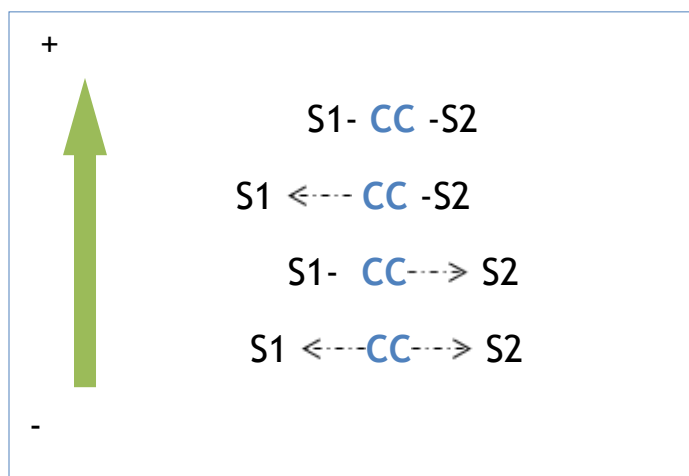 +
S1- CC -S2
S1 CC -S2
S1- CC S2
S1 CC S2
-